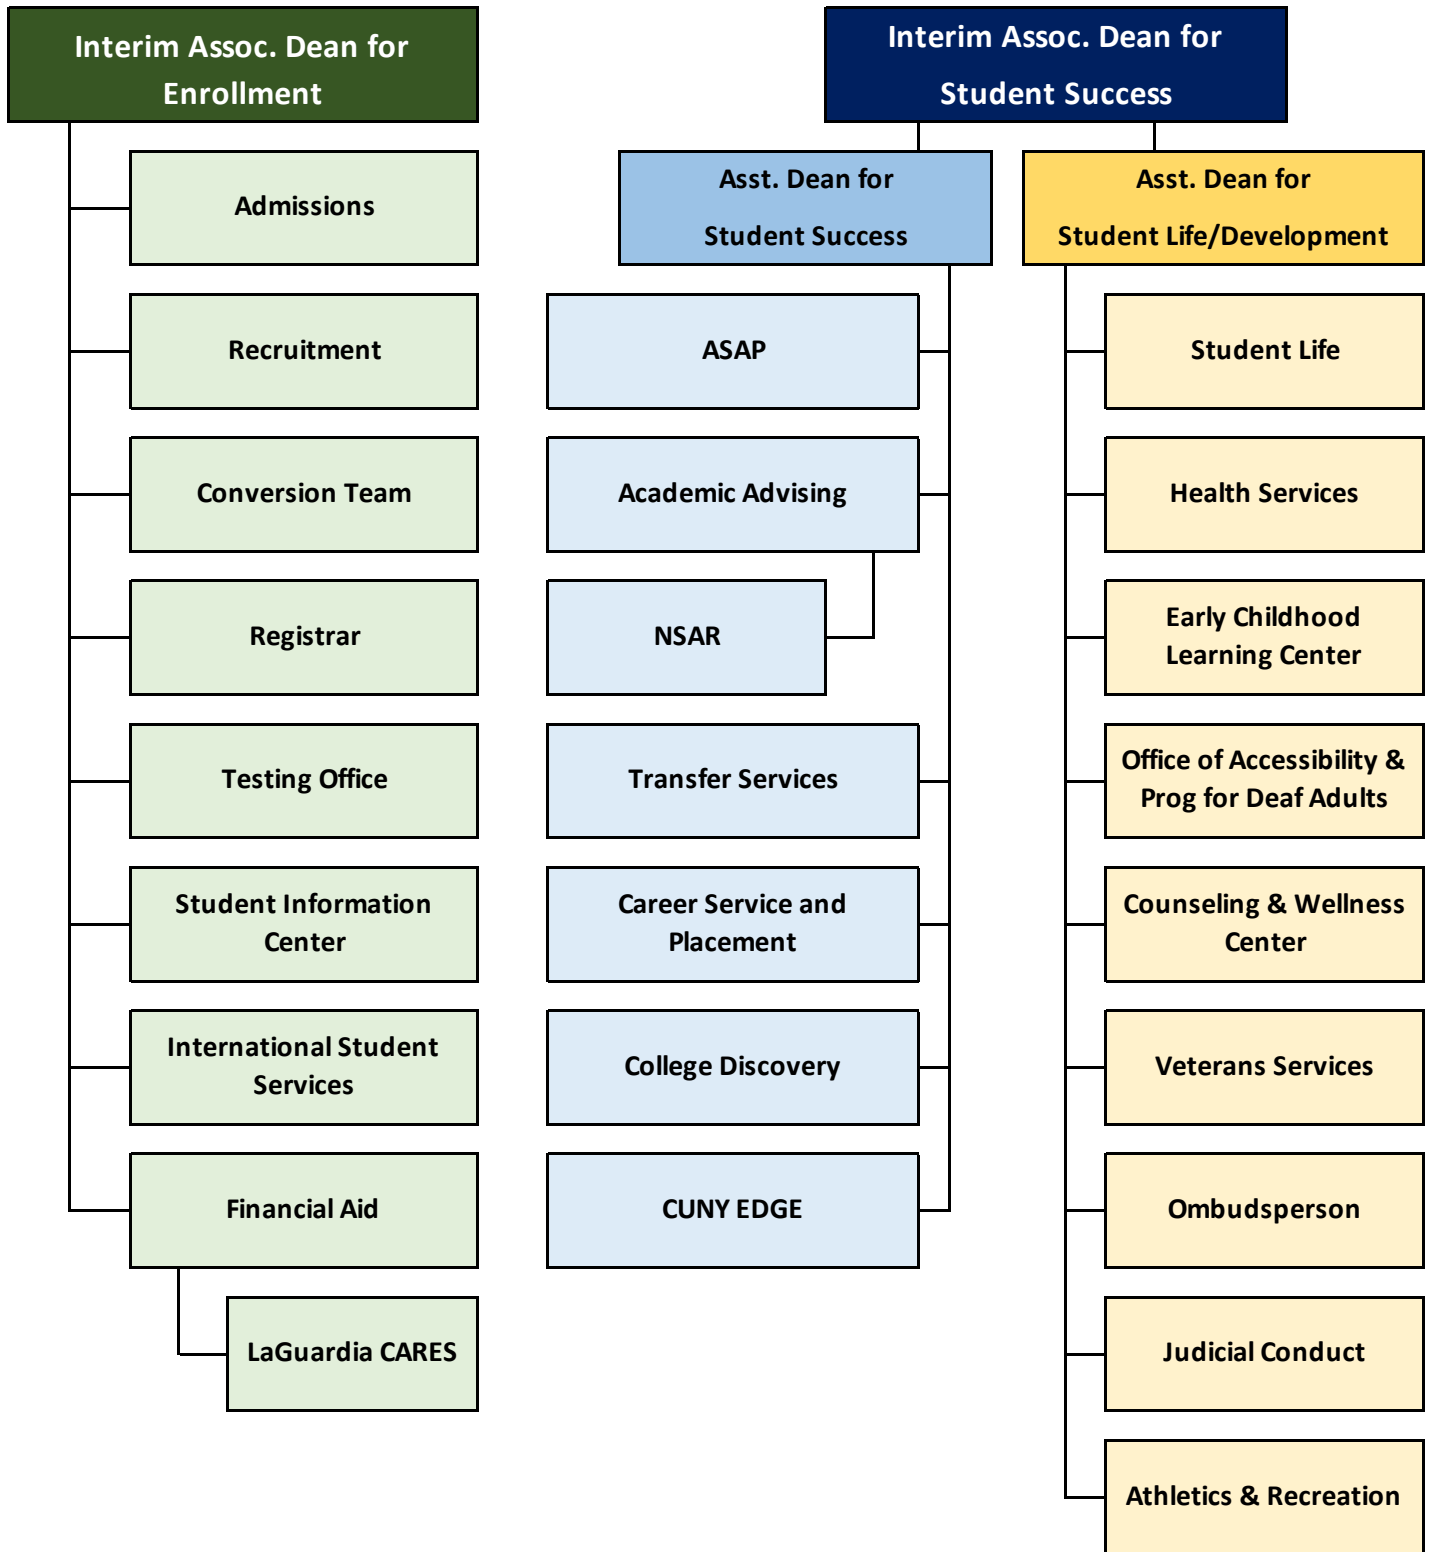 Interim Assoc. Dean for
Enrollment
Admissions
Recruitment
Conversion Team
Registrar
Testing Office
Student Information
Center
International Student
Services
Financial Aid
LaGuardia CARES
Interim Assoc. Dean for
Student Success
Asst. Dean for
Student Success
ASAP
Academic Advising
NSAR
Transfer Services
Career Service and
Placement
College Discovery
CUNY EDGE
Asst. Dean for
Student Life/Development
Student Life
Health Services
Early Childhood
Learning Center
Office of Accessibility &
Prog for Deaf Adults
Counseling & Wellness
Center
Veterans Services
Ombudsperson
Judicial Conduct
Athletics & Recreation